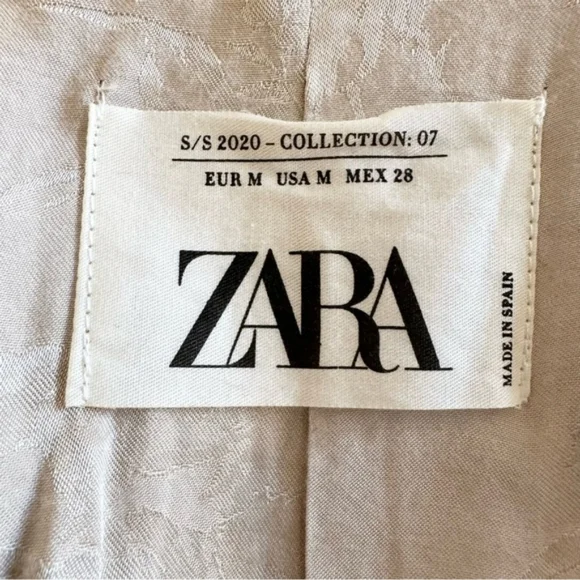 S/S 2020 – COLLECTION: 07
EUR M USA M MEX 28
ZARA
MADE IN SPAIN